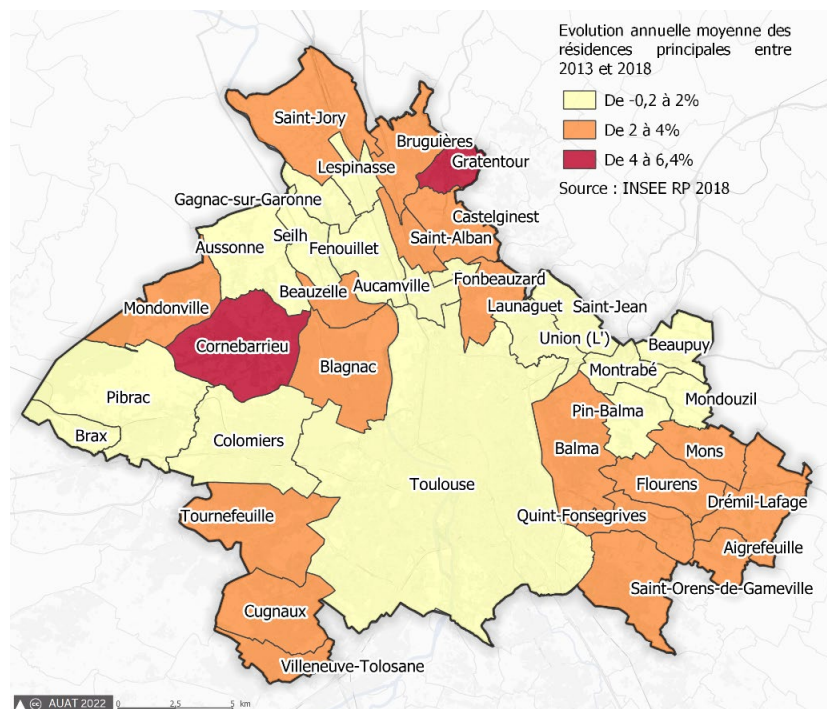 Evolution annuelle moyenne des
résidences principales entre
2013 et 2018
De -0,2 à 2%
De 2 à 4%
De 4 à 6,4%
Source : INSEE RP 2018
Saint-Jory
Bruguières
Gratentour
Lespinasse
Gagnac-sur-Garonne
Castelginest
Seilh
Saint-Alban
Aussonne
Fenouillet
Fonbeauzard
Beauzelle
Aucamville
Mondonville
Launaguet
Saint-Jean
Union (L')
Cornebarrieu
Beaupuy
Blagnac
Montrabé
Pibrac
Mondouzil
Pin-Balma
Brax
Colomiers
Balma
Mons
Toulouse
Flourens
Drémil-Lafage
Tournefeuille
Quint-Fonsegrives
Aigrefeuille
Saint-Orens-de-Gameville
Cugnaux
Villeneuve-Tolosane
cc AUAT 2022
0 2,5 5 km